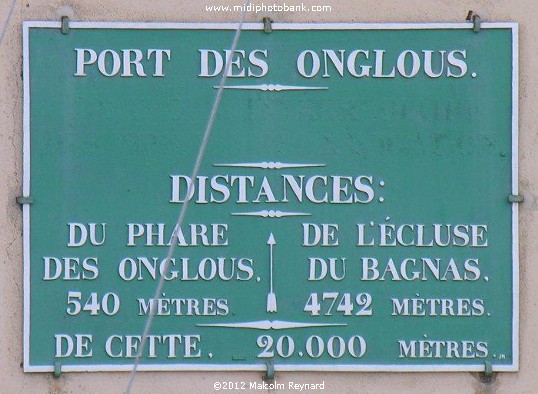 www.midiphotobank.com
PORT DES ONGLOUS.
DISTANCES:
DU PHARE
DES ONGLOUS.
540 MÈTRES.
DE L'ÉCLUSE
DU BAGNAS.
4742 MÈTRES.
DE CETTE. 20.000 MÈTRES.
©2012 Malcolm Reynard